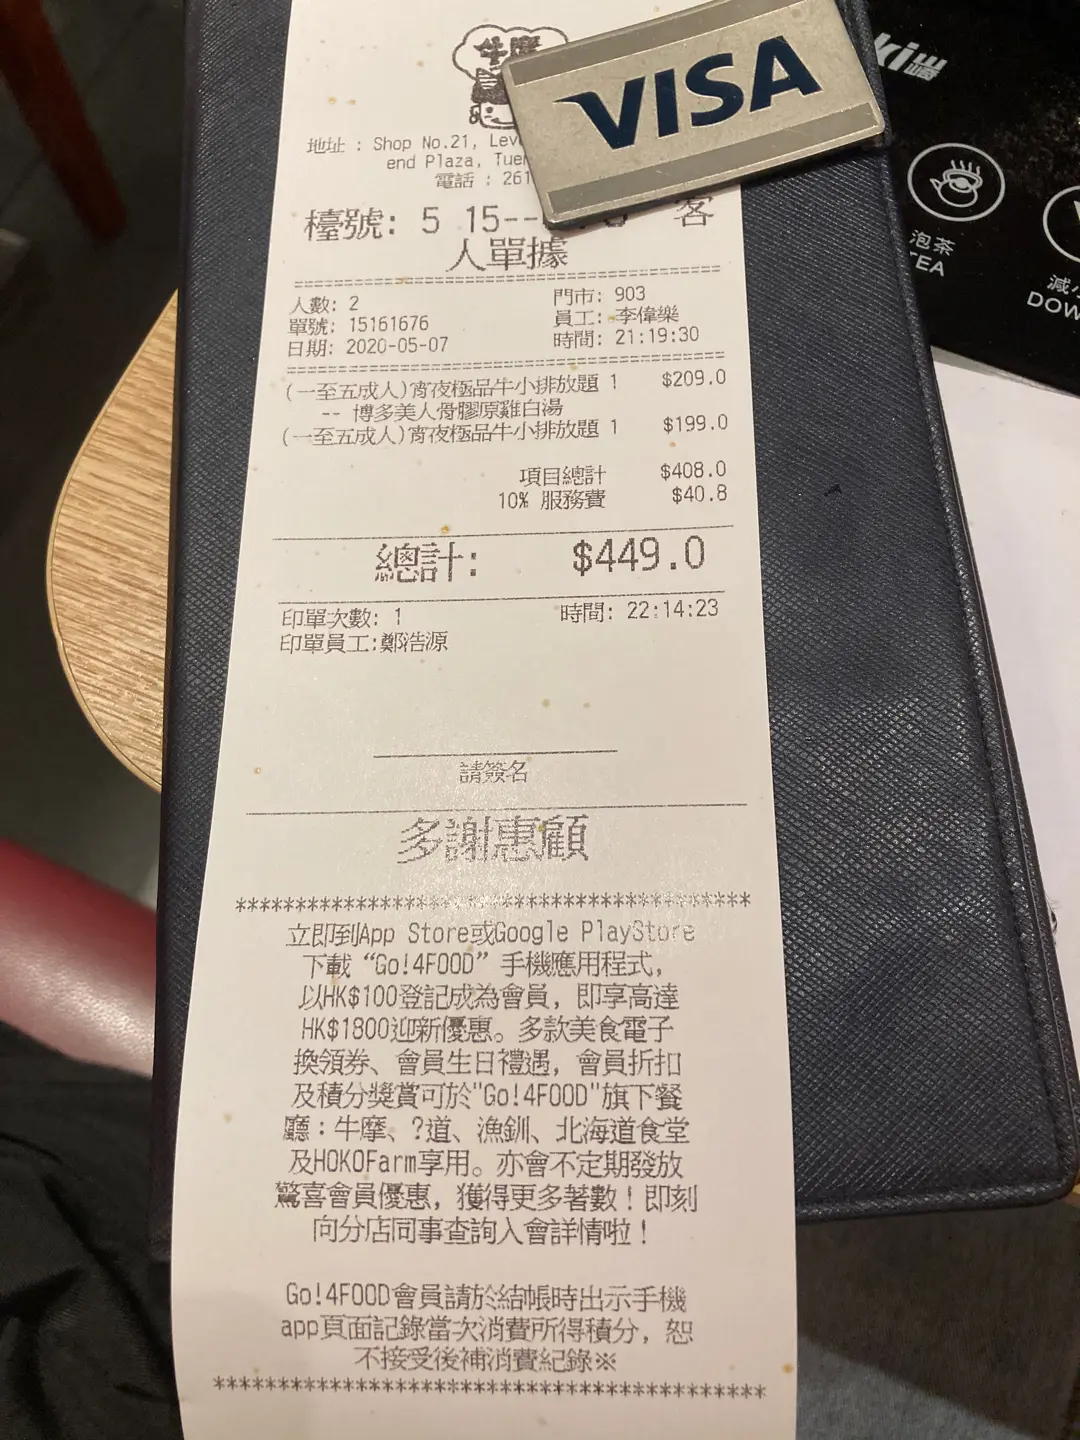 牛摩
VISA
地址 : Shop No.21, Lev
end Plaza, Tuen
電話 : 261
檯號: 5 15-- 客
人單據
人數: 2 門市: 903
單號: 15161676 員工: 李偉樂
日期: 2020-05-07 時間: 21:19:30
(一至五成人)宵夜極品牛小排放題 1 $209.0
-- 博多美人骨膠原雞白湯
(一至五成人)宵夜極品牛小排放題 1 $199.0
項目總計 $408.0
10% 服務費 $40.8
總計: $449.0
印單次數: 1 時間: 22:14:23
印單員工:鄭浩源
請簽名
多謝惠顧
****************************************
立即到App Store或Google PlayStore
下載 “Go!4FOOD” 手機應用程式,
以HK$100登記成為會員, 即享高達
HK$1800迎新優惠。多款美食電子
換領券、會員生日禮遇, 會員折扣
及積分獎賞可於"Go!4FOOD"旗下餐
廳：牛摩、?道、漁釧、北海道食堂
及HOKOFarm享用。亦會不定期發放
驚喜會員優惠, 獲得更多著數！即刻
向分店同事查詢入會詳情啦！
Go!4FOOD會員請於結帳時出示手機
app頁面記錄當次消費所得積分, 恕
不接受後補消費紀錄※
****************************************
泡茶
TEA
DOW